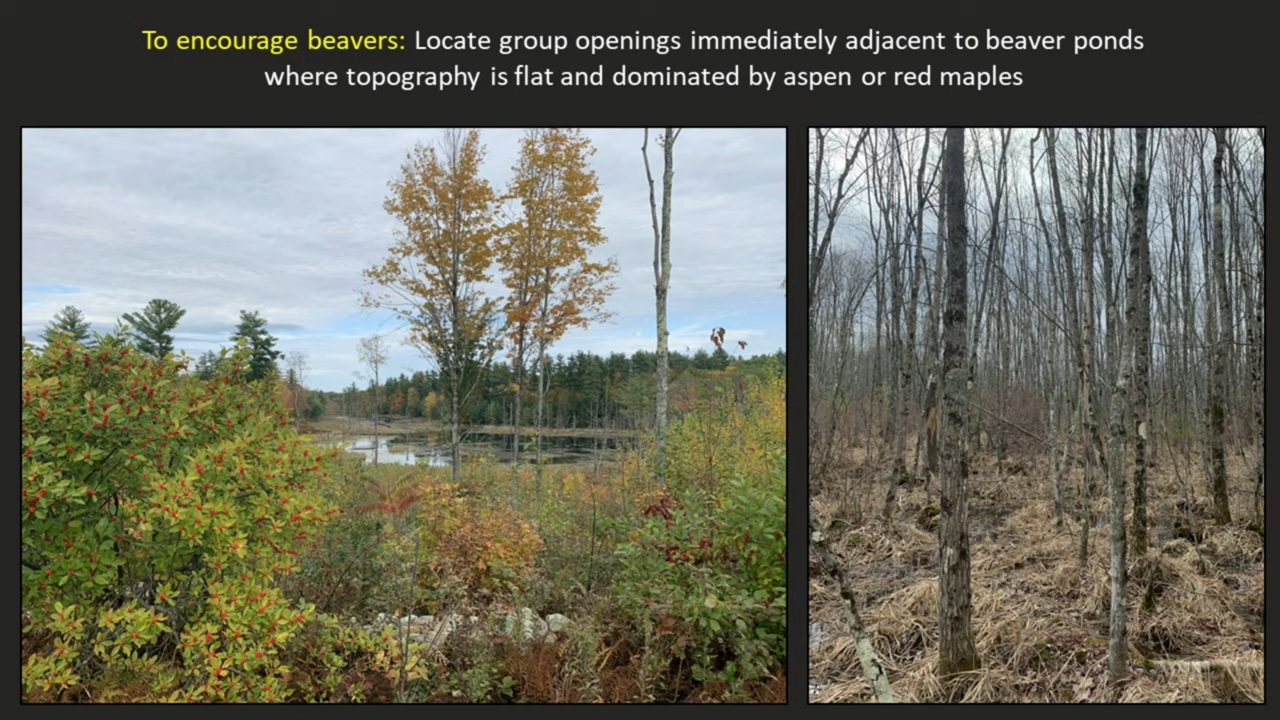 To encourage beavers: Locate group openings immediately adjacent to beaver ponds
where topography is flat and dominated by aspen or red maples